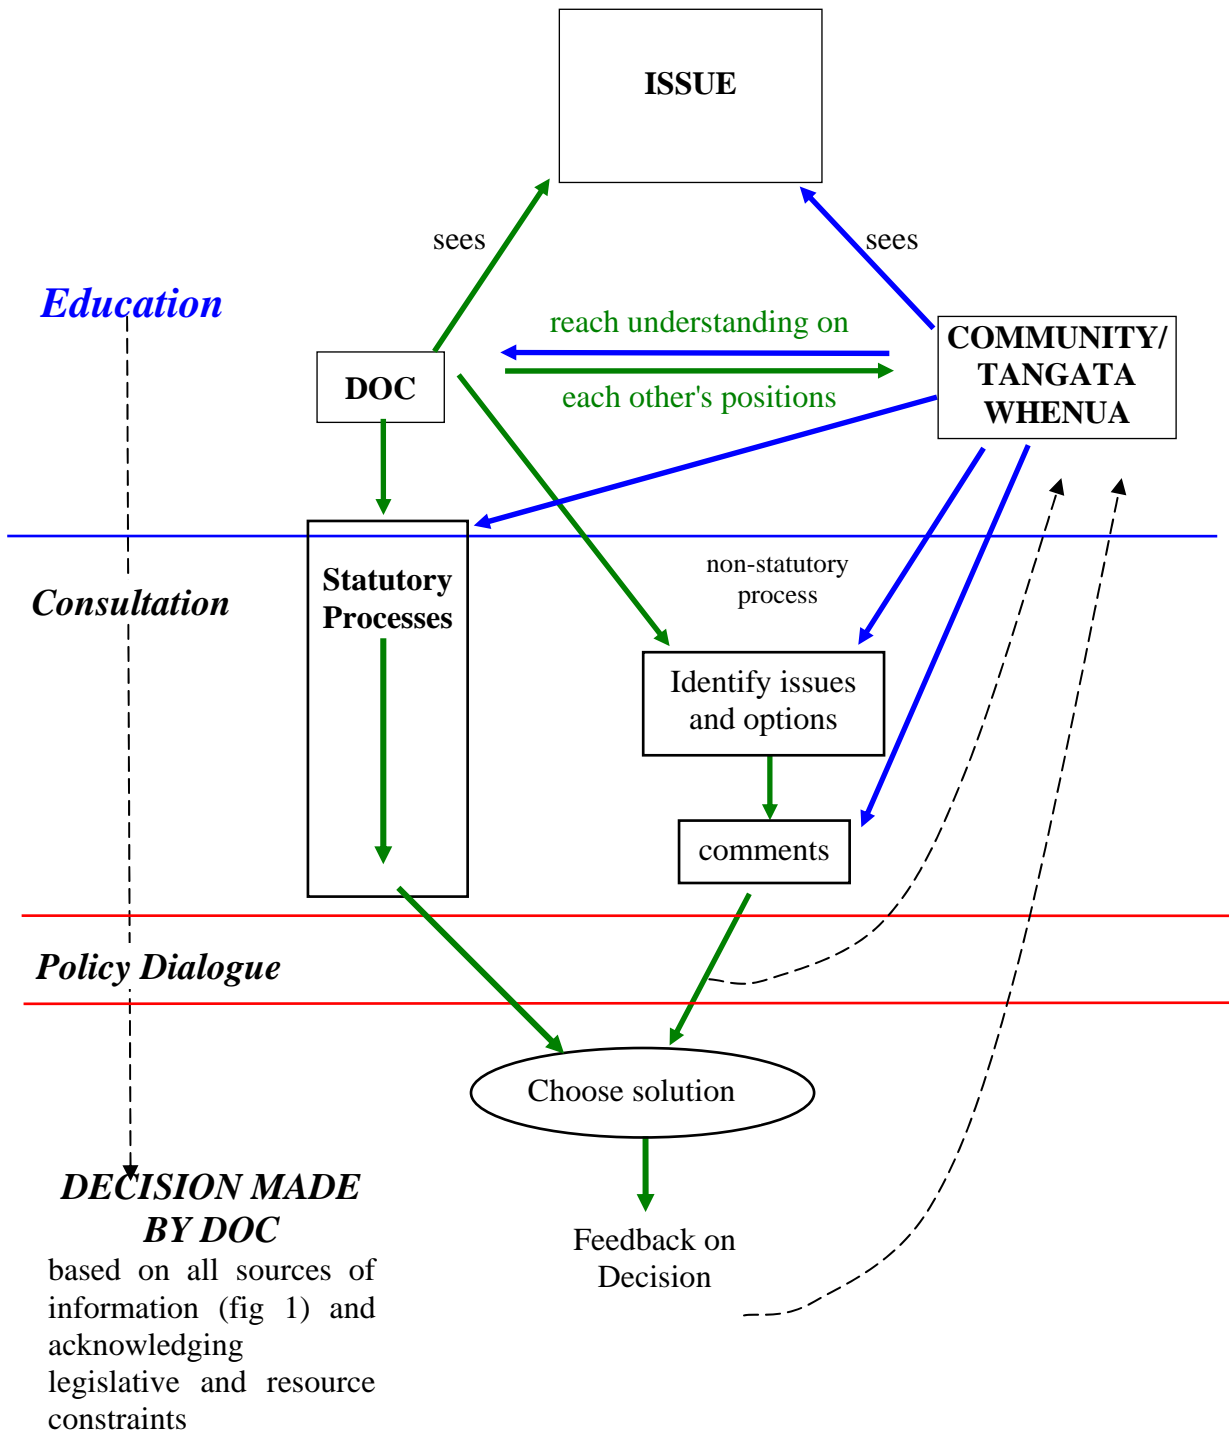 ISSUE
sees
sees
Education
reach understanding on
each other's positions
DOC
COMMUNITY/
TANGATA
WHENUA
non-statutory
process
Consultation
Statutory
Processes
Identify issues
and options
comments
Policy Dialogue
Choose solution
DECISION MADE
BY DOC
based on all sources of
information (fig 1) and
acknowledging
legislative and resource
constraints
Feedback on
Decision